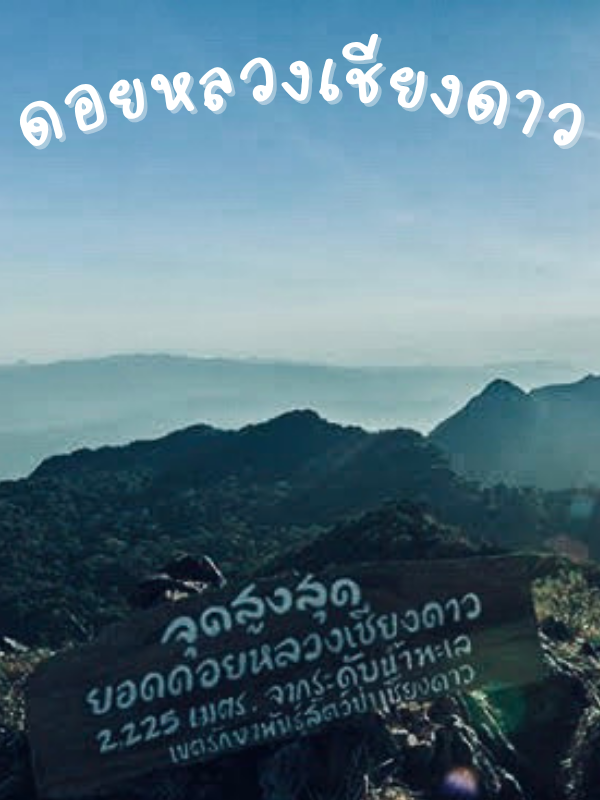 ดอยหลวงเชียงดาว
จุดสูงสุด
ยอดดอยหลวงเชียงดาว
2,225 เมตร. จากระดับน้ำทะเล
เขตรักษาพันธุ์สัตว์ป่าเชียงดาว